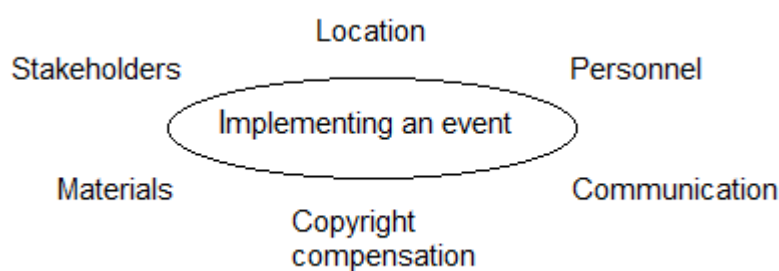 Location
Stakeholders
Personnel
Implementing an event
Materials
Communication
Copyright
compensation